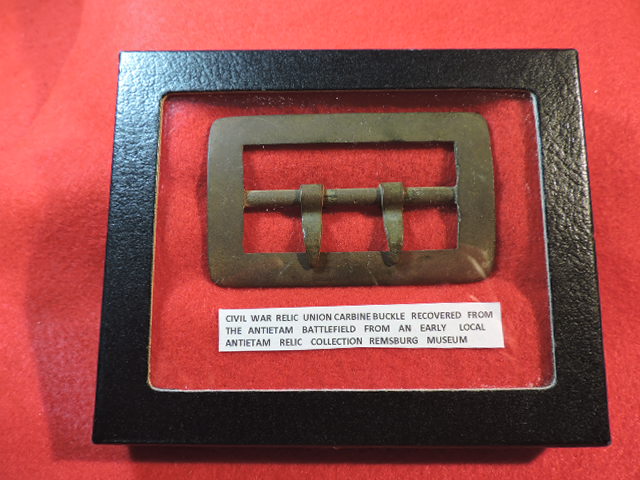 CIVIL WAR RELIC UNION CARBINE BUCKLE RECOVERED FROM
THE ANTIETAM BATTLEFIELD FROM AN EARLY LOCAL
ANTIETAM RELIC COLLECTION REMSBURG MUSEUM